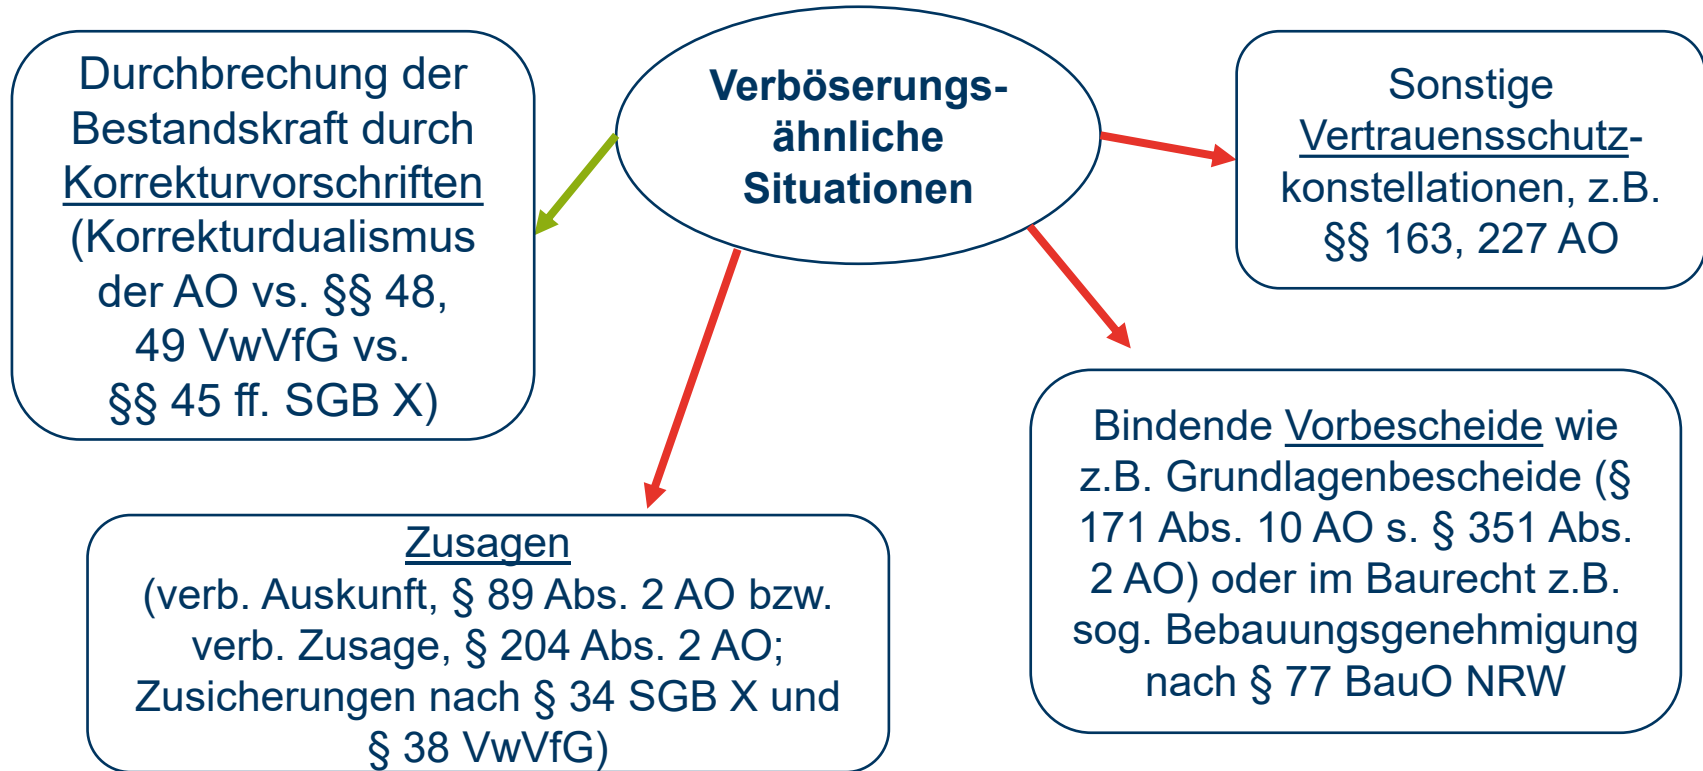 Durchbrechung der
Bestandskraft durch
Korrekturvorschriften
(Korrekturdualismus
der AO vs. §§ 48,
49 VwVfG vs.
§§ 45 ff. SGB X)
Verböserungs-
ähnliche
Situationen
Sonstige
Vertrauensschutz-
konstellationen, z.B.
§§ 163, 227 AO
Zusagen
(verb. Auskunft, § 89 Abs. 2 AO bzw.
verb. Zusage, § 204 Abs. 2 AO;
Zusicherungen nach § 34 SGB X und
§ 38 VwVfG)
Bindende Vorbescheide wie
z.B. Grundlagenbescheide (§
171 Abs. 10 AO s. § 351 Abs.
2 AO) oder im Baurecht z.B.
sog. Bebauungsgenehmigung
nach § 77 BauO NRW